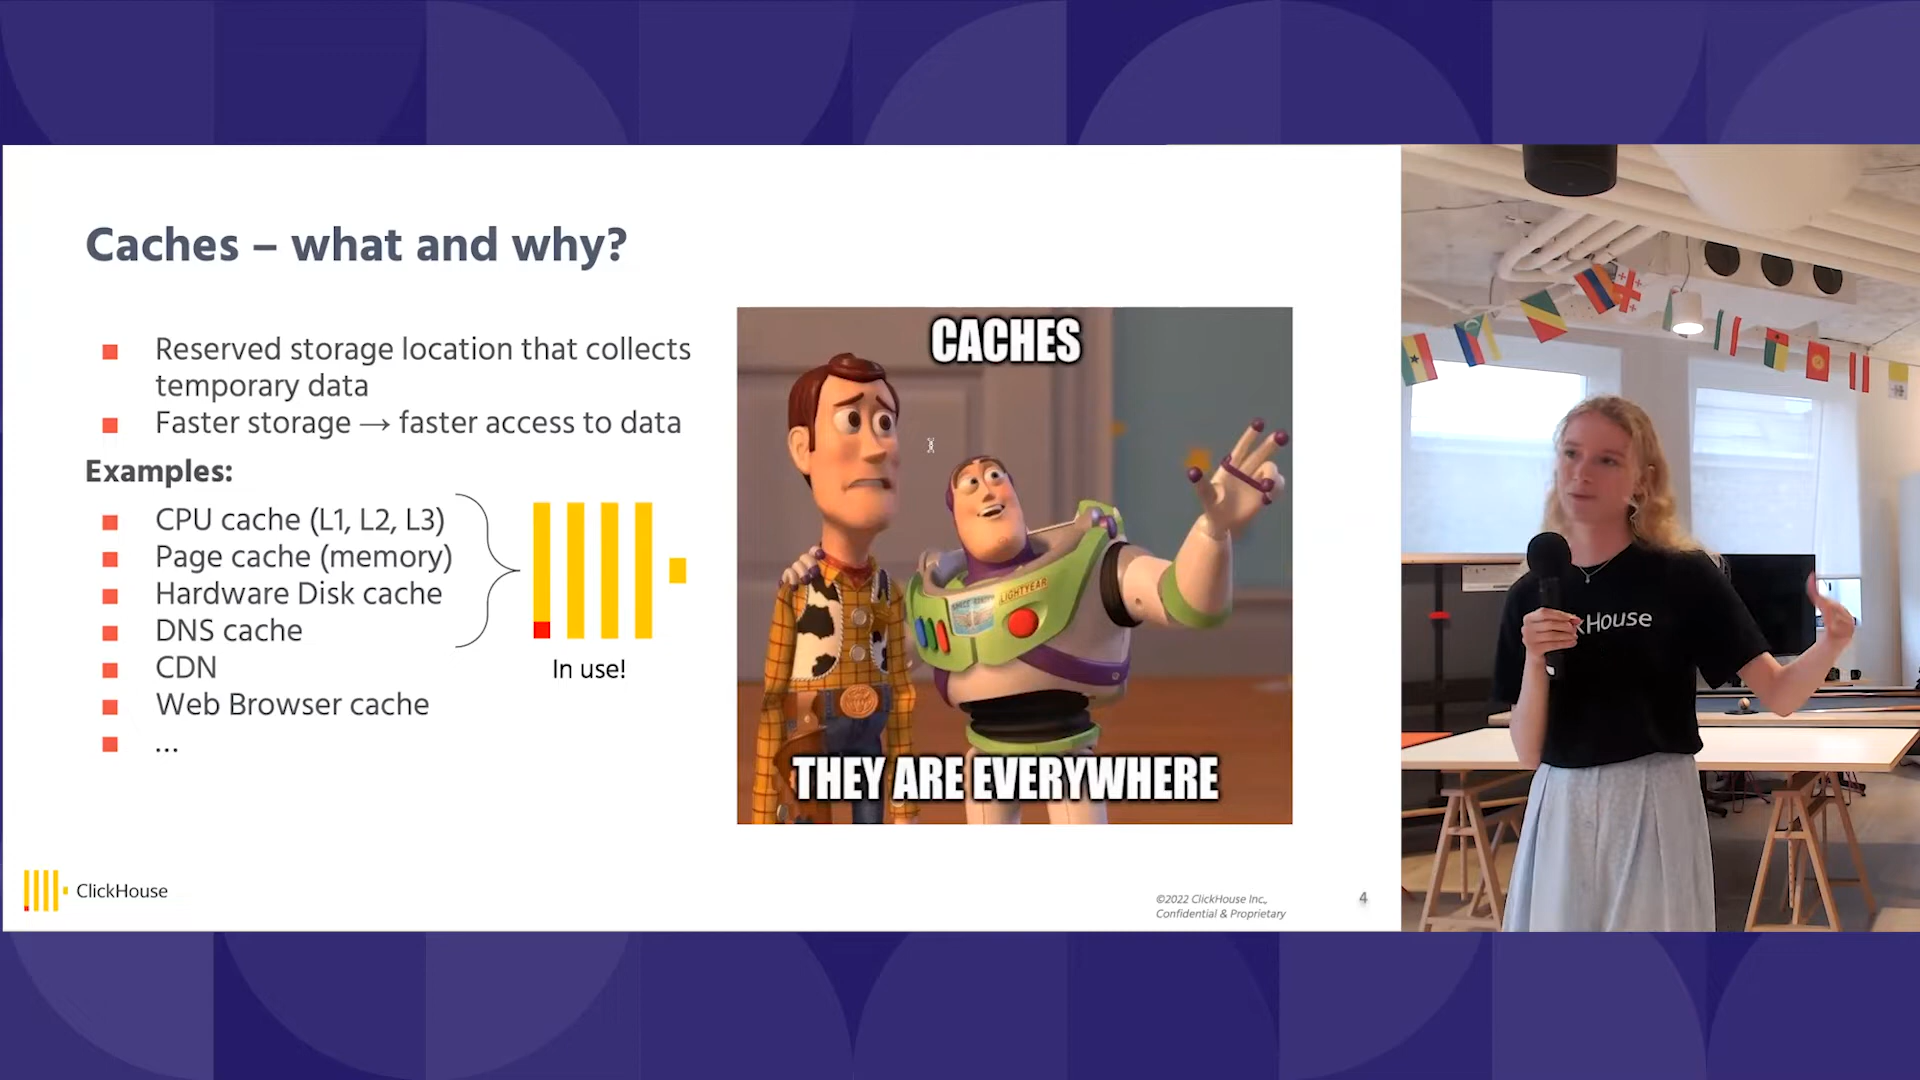 Caches – what and why?
Reserved storage location that collects
temporary data
Faster storage → faster access to data
Examples:
CPU cache (L1, L2, L3)
Page cache (memory)
Hardware Disk cache
DNS cache
CDN
Web Browser cache
...
In use!
CACHES
LIGHTYEAR
THEY ARE EVERYWHERE
ClickHouse
©2022 ClickHouse Inc.,
Confidential & Proprietary
4
kHouse